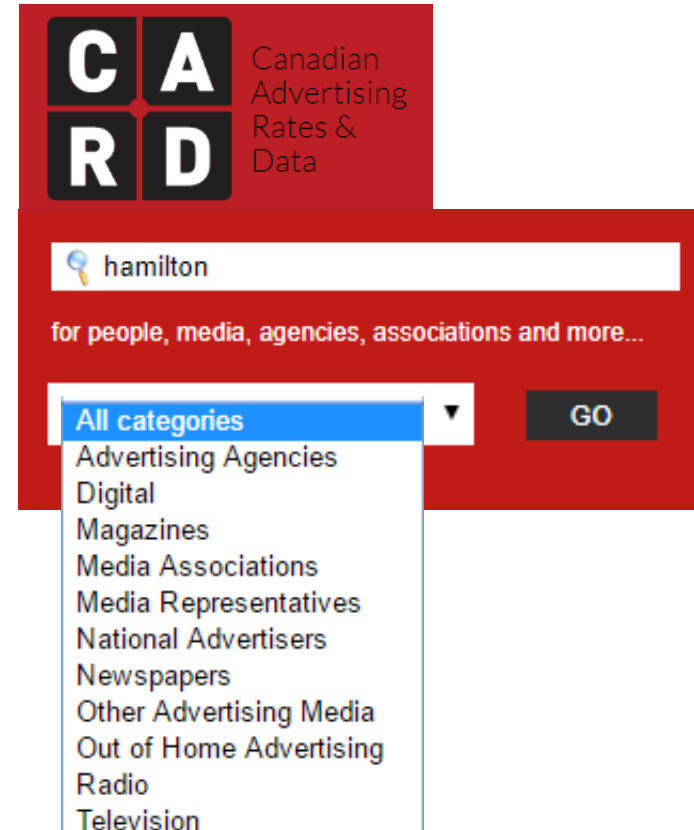 C A
R D
Canadian
Advertising
Rates &
Data
hamilton
for people, media, agencies, associations and more...
GO
All categories
Advertising Agencies
Digital
Magazines
Media Associations
Media Representatives
National Advertisers
Newspapers
Other Advertising Media
Out of Home Advertising
Radio
Television